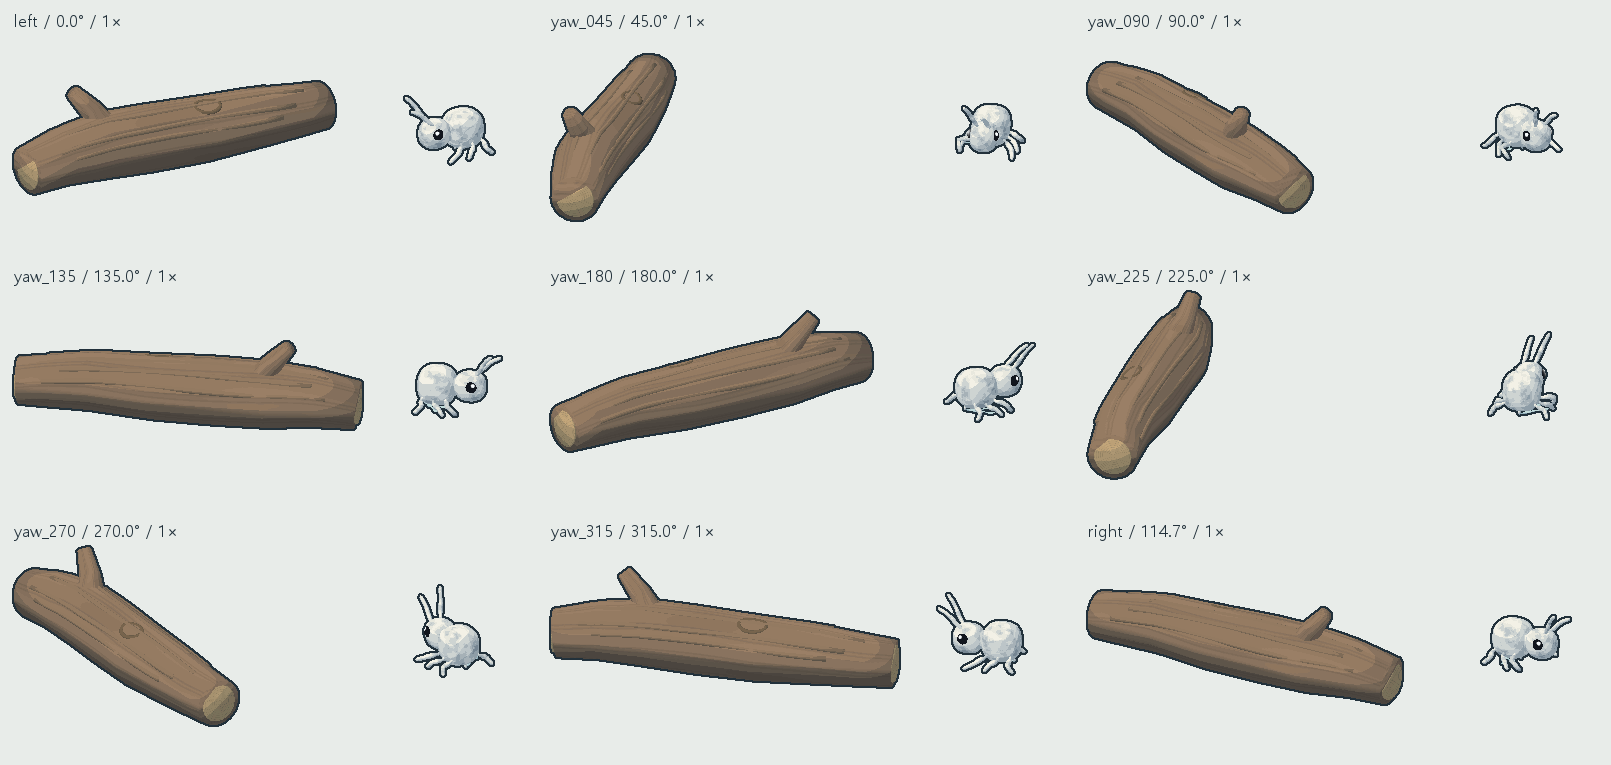 left / 0.0° / 1×
yaw_045 / 45.0° / 1×
yaw_090 / 90.0° / 1×
yaw_135 / 135.0° / 1×
yaw_180 / 180.0° / 1×
yaw_225 / 225.0° / 1×
yaw_270 / 270.0° / 1×
yaw_315 / 315.0° / 1×
right / 114.7° / 1×